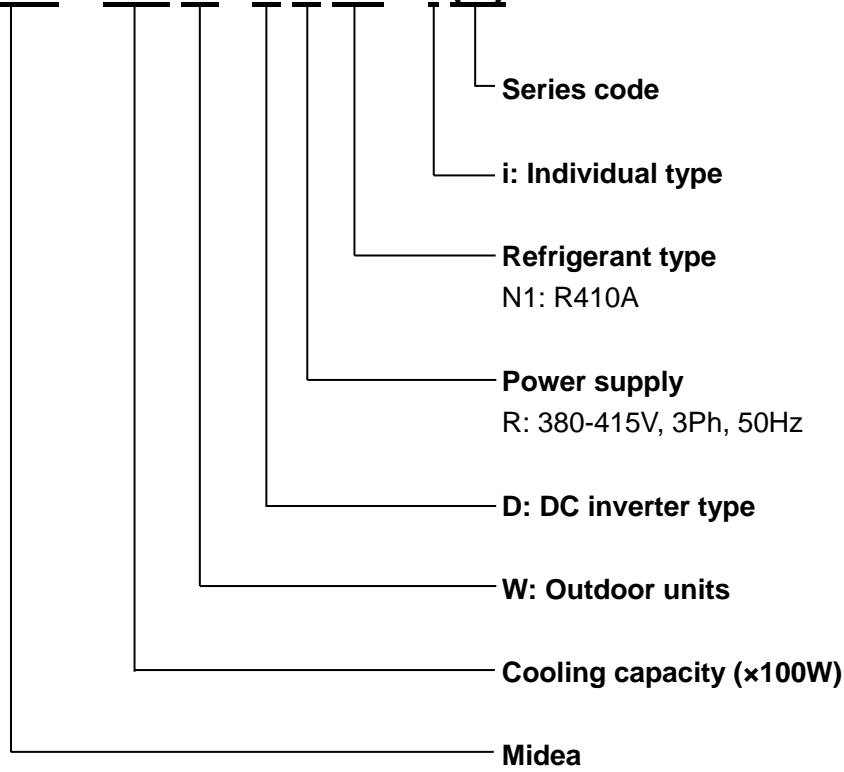 Series code
i: Individual type
Refrigerant type
N1: R410A
Power supply
R: 380-415V, 3Ph, 50Hz
D: DC inverter type
W: Outdoor units
Cooling capacity (×100W)
Midea